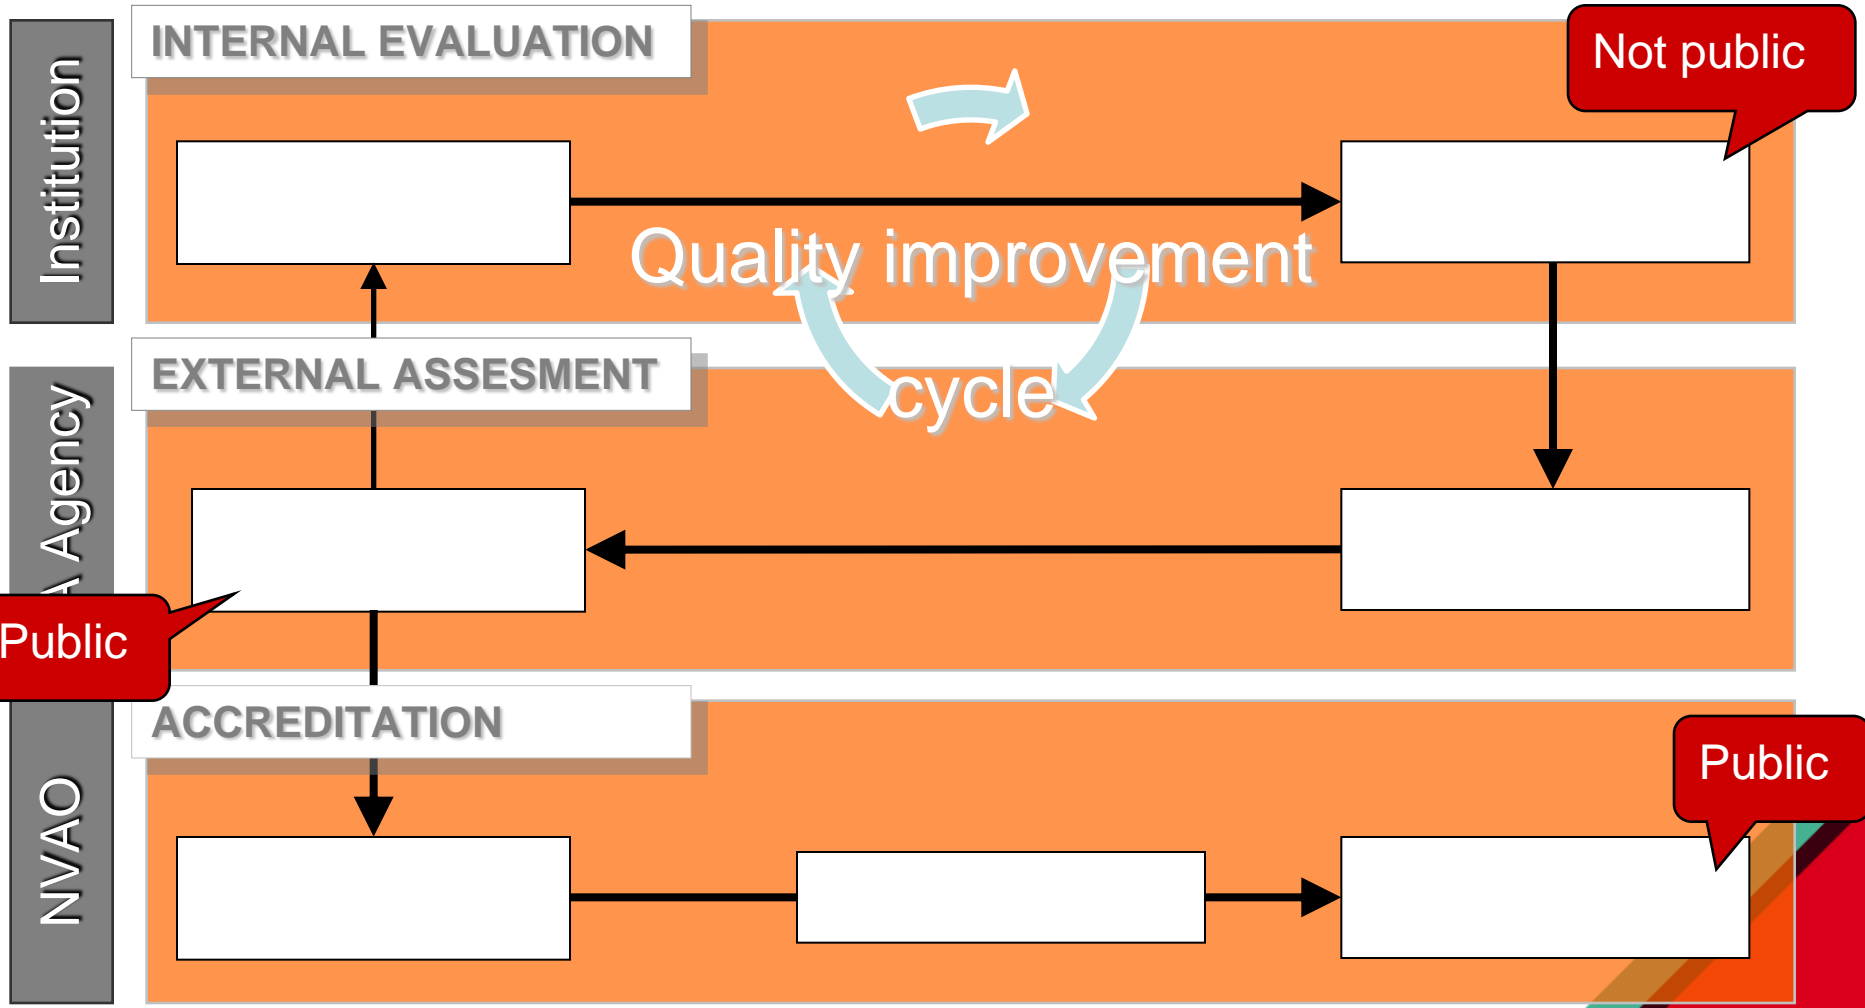 INTERNAL EVALUATION
Not public
Institution
Quality improvement
cycle
EXTERNAL ASSESMENT
A Agency
Public
ACCREDITATION
Public
NVAO